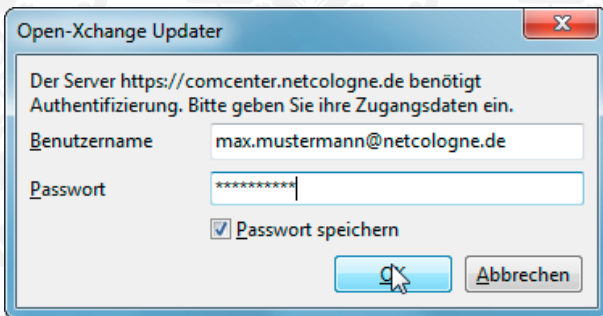 Open-Xchange Updater
Der Server https://comcenter.netcologne.de benötigt
Authentifizierung. Bitte geben Sie ihre Zugangsdaten ein.
Benutzername max.mustermann@netcologne.de
Passwort **********
Passwort speichern
OK Abbrechen